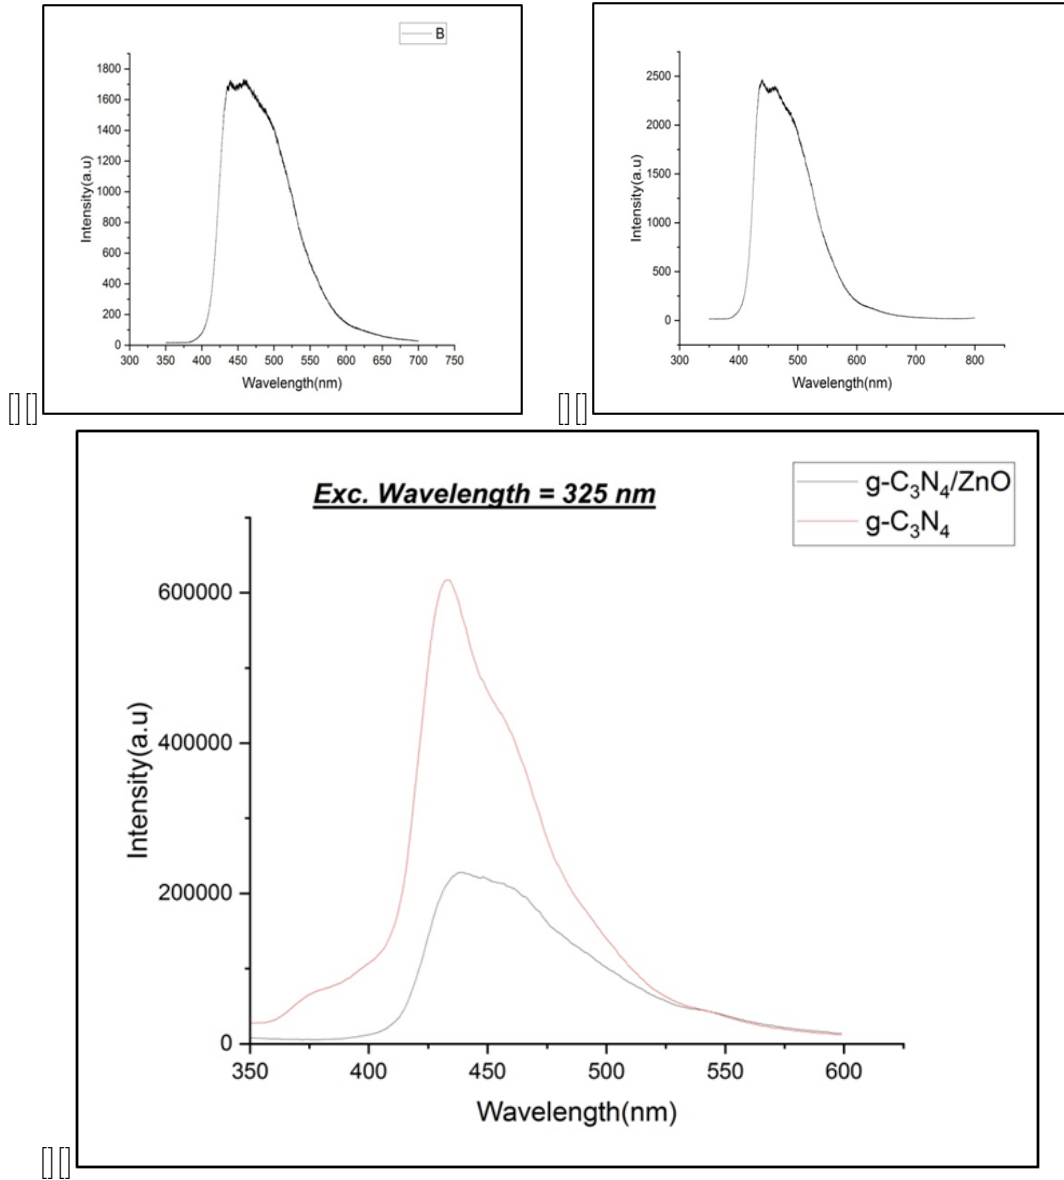 B
1800
1600
1400
1200
1000
800
600
400
200
0
Intensity(a.u)
300 350 400 450 500 550 600 650 700 750
Wavelength(nm)
2500
2000
1500
1000
500
0
Intensity(a.u)
300 400 500 600 700 800
Wavelength(nm)
[] []
[] []
Exc. Wavelength = 325 nm
g-C₃N₄/ZnO
g-C₃N₄
600000
400000
200000
0
Intensity(a.u)
350 400 450 500 550 600
Wavelength(nm)
[] []